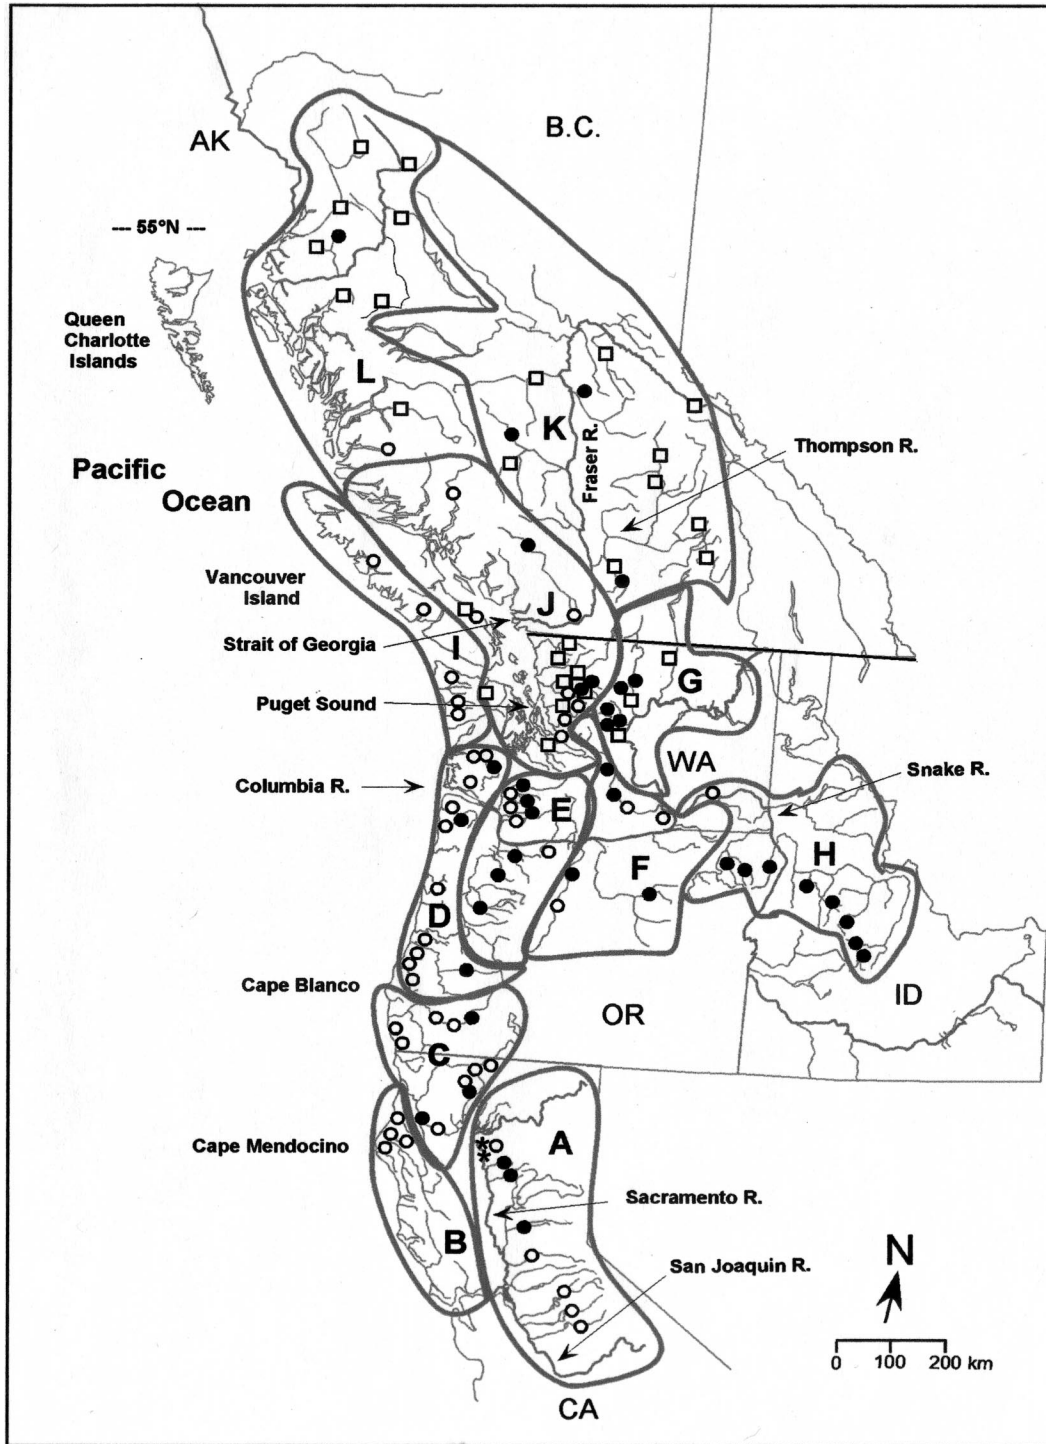 B.C.
AK
--- 55°N ---
Queen
Charlotte
Islands
L
K
Fraser R.
Thompson R.
Pacific
Ocean
Vancouver
Island
J
Strait of Georgia
I
G
Puget Sound
WA
Columbia R.
Snake R.
E
F
H
D
Cape Blanco
ID
OR
C
Cape Mendocino
A
**
Sacramento R.
B
San Joaquin R.
N
0 100 200 km
CA